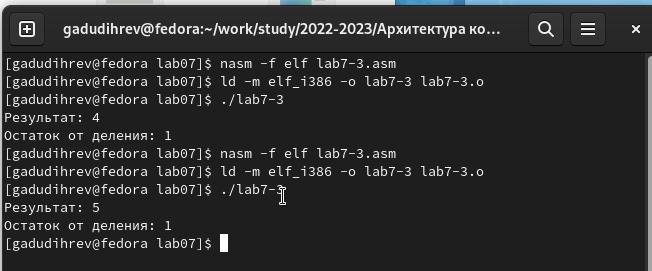 gadudihrev@fedora:~/work/study/2022-2023/Архитектура ко...
[gadudihrev@fedora lab07]$ nasm -f elf lab7-3.asm
[gadudihrev@fedora lab07]$ ld -m elf_i386 -o lab7-3 lab7-3.o
[gadudihrev@fedora lab07]$ ./lab7-3
Результат: 4
Остаток от деления: 1
[gadudihrev@fedora lab07]$ nasm -f elf lab7-3.asm
[gadudihrev@fedora lab07]$ ld -m elf_i386 -o lab7-3 lab7-3.o
[gadudihrev@fedora lab07]$ ./lab7-3
Результат: 5
Остаток от деления: 1
[gadudihrev@fedora lab07]$